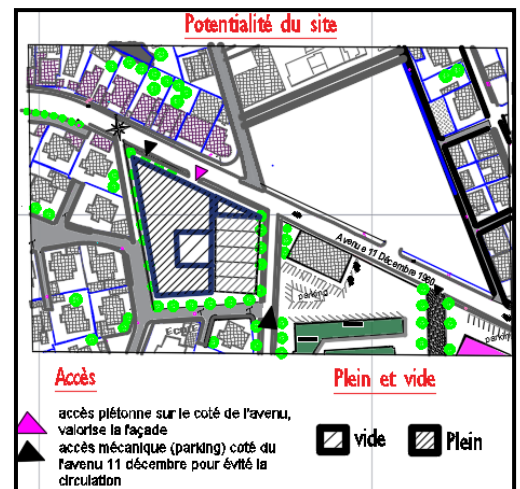 Potentialité du site
Avenue 11 Décembre 1960
parking
parking
ECOLE
Accès
Plein et vide
accès piétonne sur le coté de l'avenu,
valorise la façade
accès mécanique (parking) coté du
l'avenu 11 décembre pour évité la
circulation
vide
Plein